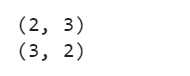 (2, 3)
(3, 2)